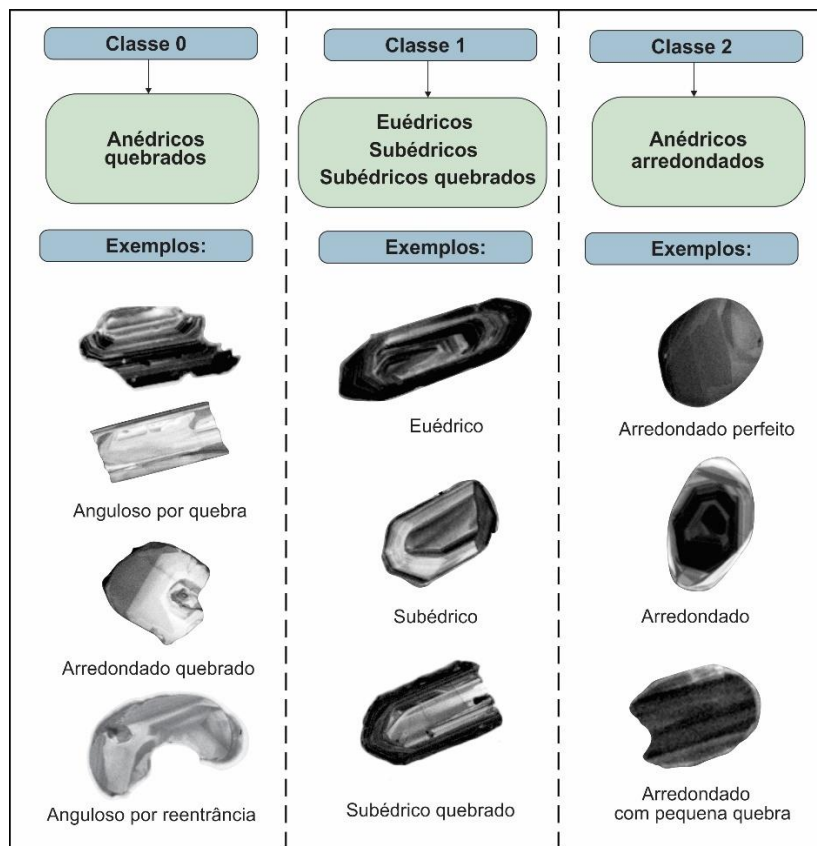 Classe 0
Anédricos
quebrados
Exemplos:
Anguloso por quebra
Arredondado quebrado
Anguloso por reentrância
Classe 1
Euédricos
Subédricos
Subédricos quebrados
Exemplos:
Euédrico
Subédrico
Subédrico quebrado
Classe 2
Anédricos
arredondados
Exemplos:
Arredondado perfeito
Arredondado
Arredondado
com pequena quebra